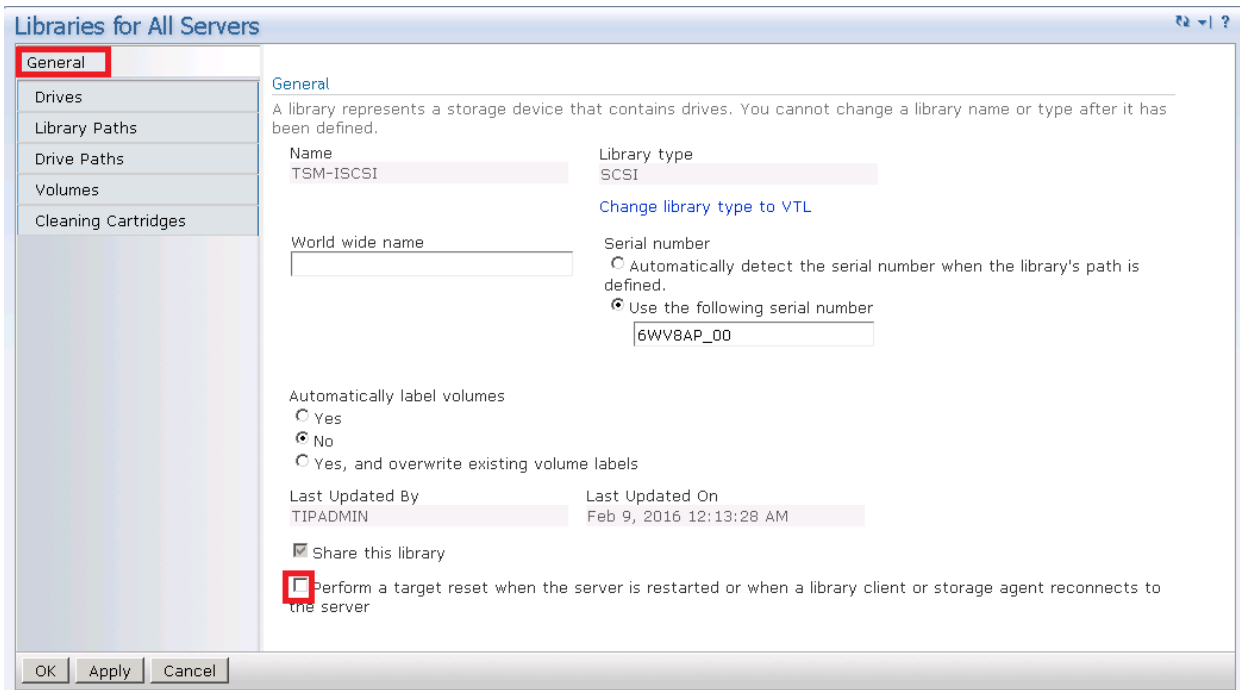 Libraries for All Servers
?
General
Drives
Library Paths
Drive Paths
Volumes
Cleaning Cartridges
General
A library represents a storage device that contains drives. You cannot change a library name or type after it has
been defined.
Name
TSM-ISCSI
Library type
SCSI
Change library type to VTL
World wide name
Serial number
Automatically detect the serial number when the library's path is
defined.
Use the following serial number
6WV8AP_00
Automatically label volumes
Yes
No
Yes, and overwrite existing volume labels
Last Updated By
TIPADMIN
Last Updated On
Feb 9, 2016 12:13:28 AM
Share this library
Perform a target reset when the server is restarted or when a library client or storage agent reconnects to
the server
OK Apply Cancel